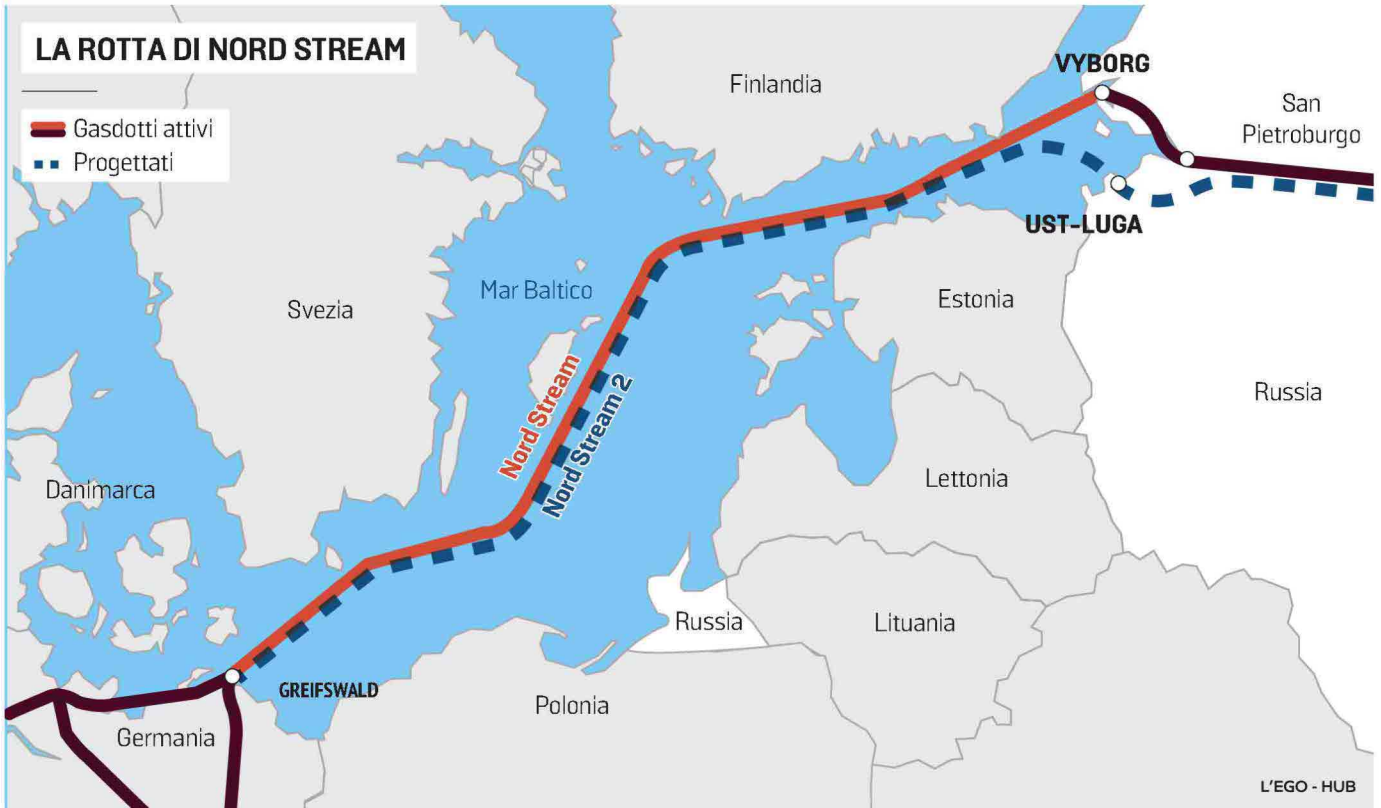 LA ROTTA DI NORD STREAM
Gasdotti attivi
Progettati
Finlandia
VYBORG
San
Pietroburgo
UST-LUGA
Svezia
Mar Baltico
Estonia
Russia
Nord Stream
Nord Stream 2
Danimarca
Lettonia
Russia
Lituania
GREIFSWALD
Polonia
Germania
L'EGO - HUB